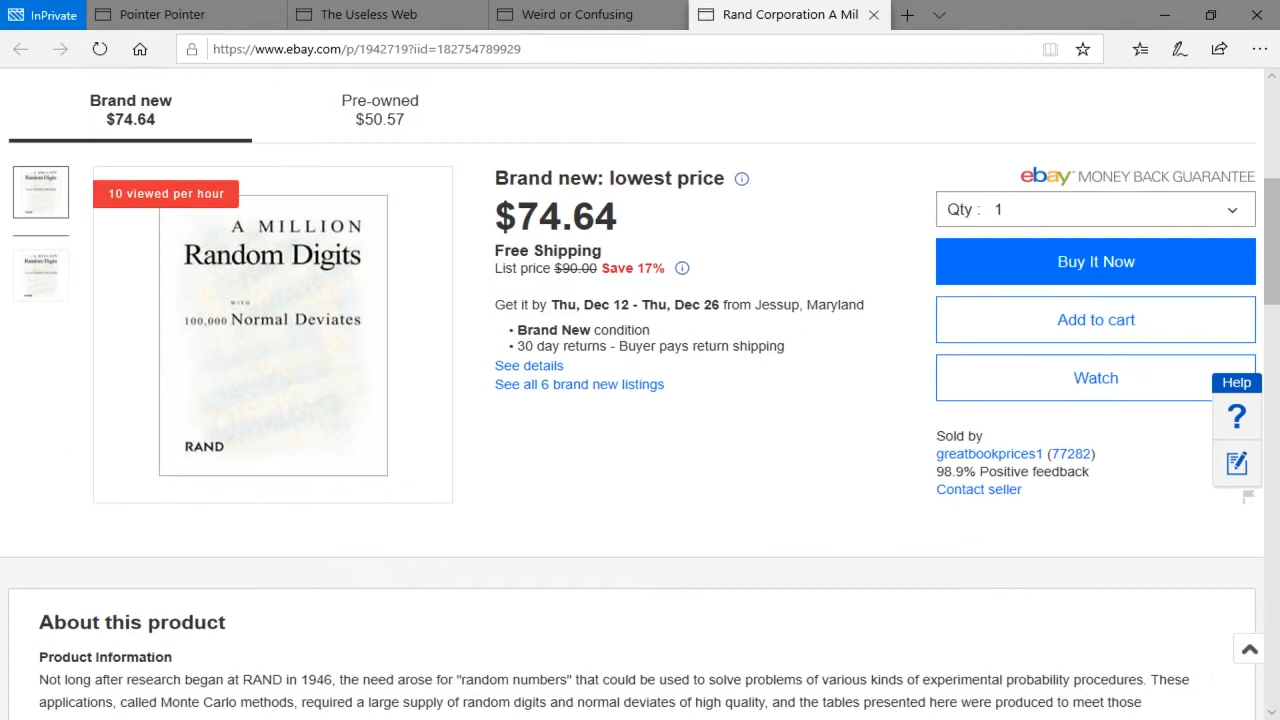 InPrivate
Pointer Pointer
The Useless Web
Weird or Confusing
Rand Corporation A Mil
https://www.ebay.com/p/1942719?iid=182754789929
Brand new
$74.64
Pre-owned
$50.57
10 viewed per hour
A MILLION
Random Digits
WITH
100,000 Normal Deviates
RAND
Brand new: lowest price
$74.64
Free Shipping
List price $90.00 Save 17%
Get it by Thu, Dec 12 - Thu, Dec 26 from Jessup, Maryland
• Brand New condition
• 30 day returns - Buyer pays return shipping
See details
See all 6 brand new listings
ebay™ MONEY BACK GUARANTEE
Qty : 1
Buy It Now
Add to cart
Watch
Help
?
Sold by
greatbookprices1 (77282)
98.9% Positive feedback
Contact seller
About this product
Product Information
Not long after research began at RAND in 1946, the need arose for "random numbers" that could be used to solve problems of various kinds of experimental probability procedures. These
applications, called Monte Carlo methods, required a large supply of random digits and normal deviates of high quality, and the tables presented here were produced to meet those